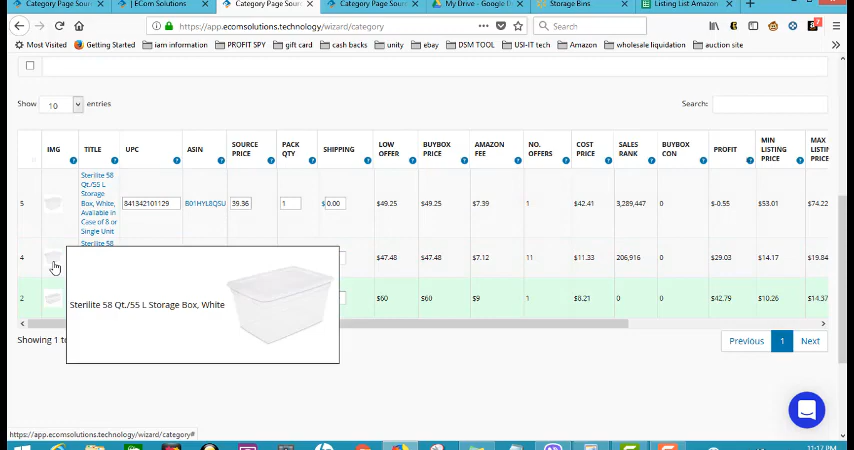 Category Page Sourc
ECom Solutions
Category Page Sourc
Category Page Sourc
My Drive - Google D
Storage Bins
Listing List Amazon
https://app.ecomsolutions.technology/wizard/category
Search
7
Most Visited
Getting Started
iam information
PROFIT SPY
gift card
cash backs
unity
ebay
DSM TOOL
USI-IT tech
Amazon
wholesale liquidation
auction site
Show 10 entries
Search:
IMG
TITLE
UPC
ASIN
SOURCE
PRICE
PACK
QTY
SHIPPING
LOW
OFFER
BUYBOX
PRICE
AMAZON
FEE
NO.
OFFERS
COST
PRICE
SALES
RANK
BUYBOX
CON
PROFIT
MIN
LISTING
PRICE
MAX
LISTING
PRICE
5
Sterilite 58
Qt./55 L
Storage
Box, White,
Available in
Case of 8 or
Single Unit
841342101129
B01HYL8QSU
39.36
1
$ 0.00
$49.25
$49.25
$7.39
1
$42.41
3,289,447
0
$-0.55
$53.01
$74.22
4
Sterilite 58
$47.48
$47.48
$7.12
11
$11.33
206,916
0
$29.03
$14.17
$19.84
2
$60
$60
$9
1
$8.21
0
0
$42.79
$10.26
$14.37
Sterilite 58 Qt./55 L Storage Box, White
Showing 1 to
Previous
1
Next
https://app.ecomsolutions.technology/wizard/category#
11:17 PM